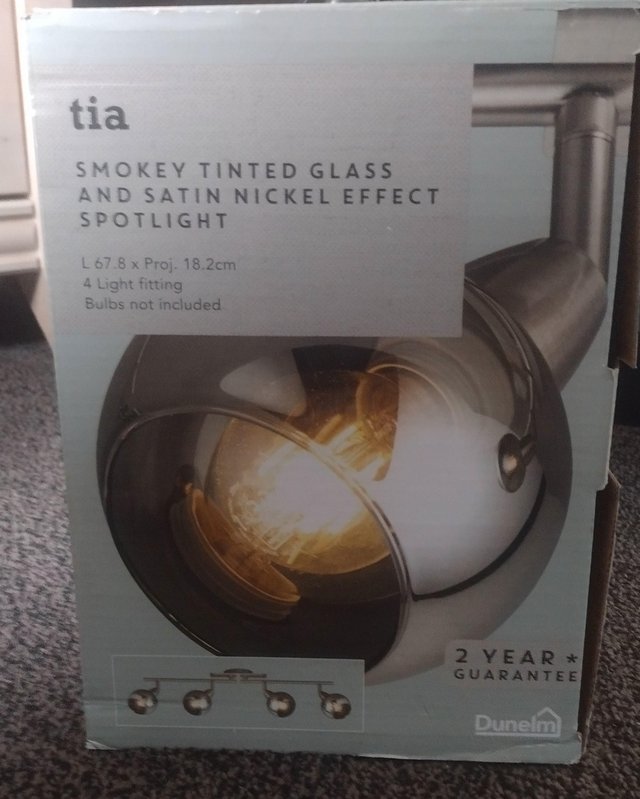 tia
SMOKEY TINTED GLASS
AND SATIN NICKEL EFFECT
SPOTLIGHT
L 67.8 x Proj. 18.2cm
4 Light fitting
Bulbs not included
2 YEAR *
GUARANTEE
Dunelm